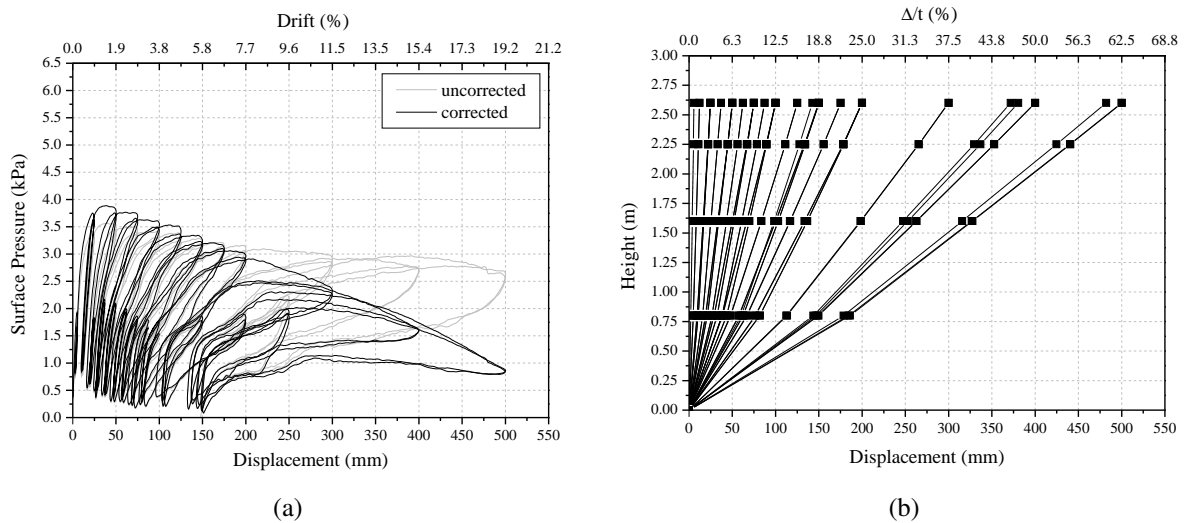 Drift (%)
0.0 1.9 3.8 5.8 7.7 9.6 11.5 13.5 15.4 17.3 19.2 21.2
6.5
6.0
5.5
5.0
4.5
4.0
3.5
3.0
2.5
2.0
1.5
1.0
0.5
0.0
Surface Pressure (kPa)
uncorrected
corrected
0 50 100 150 200 250 300 350 400 450 500 550
Displacement (mm)
(a)
Δ/t (%)
0.0 6.3 12.5 18.8 25.0 31.3 37.5 43.8 50.0 56.3 62.5 68.8
3.00
2.75
2.50
2.25
2.00
1.75
1.50
1.25
1.00
0.75
0.50
0.25
0.00
Height (m)
0 50 100 150 200 250 300 350 400 450 500 550
Displacement (mm)
(b)